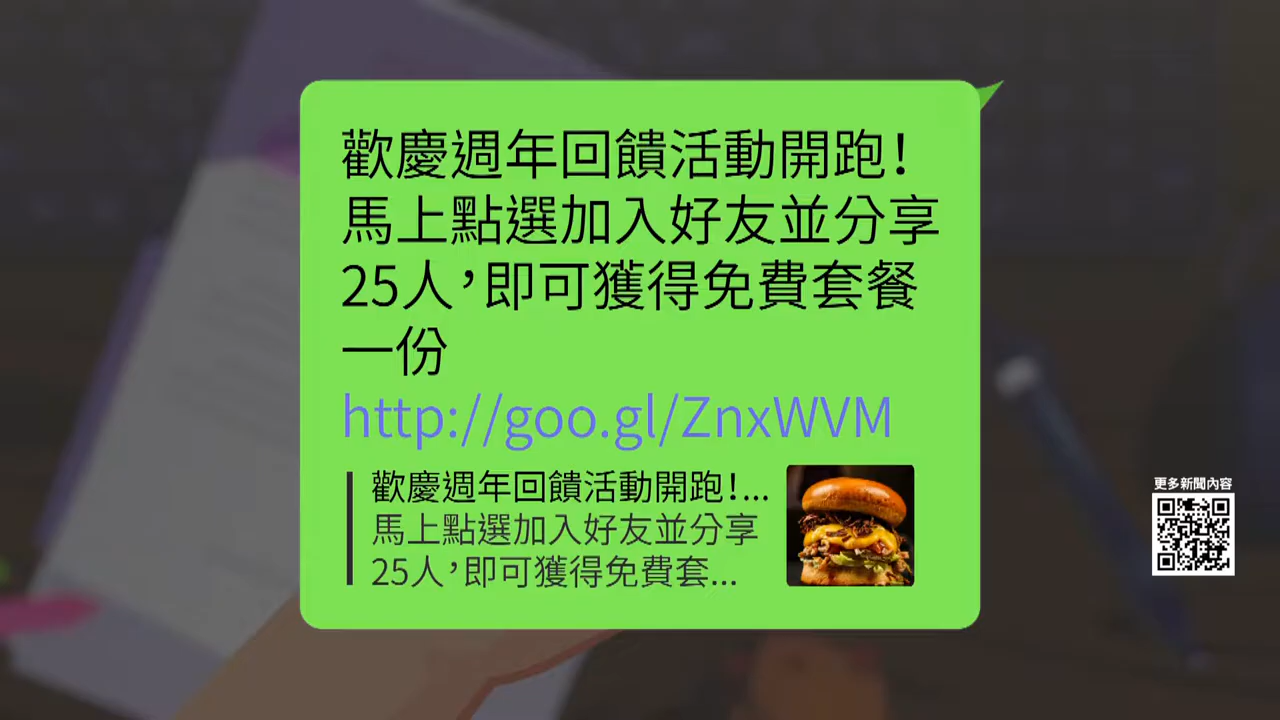 歡慶週年回饋活動開跑！
馬上點選加入好友並分享
25人，即可獲得免費套餐
一份
http://goo.gl/ZnxWVM
歡慶週年回饋活動開跑！...
馬上點選加入好友並分享
25人，即可獲得免費套...
更多新聞內容